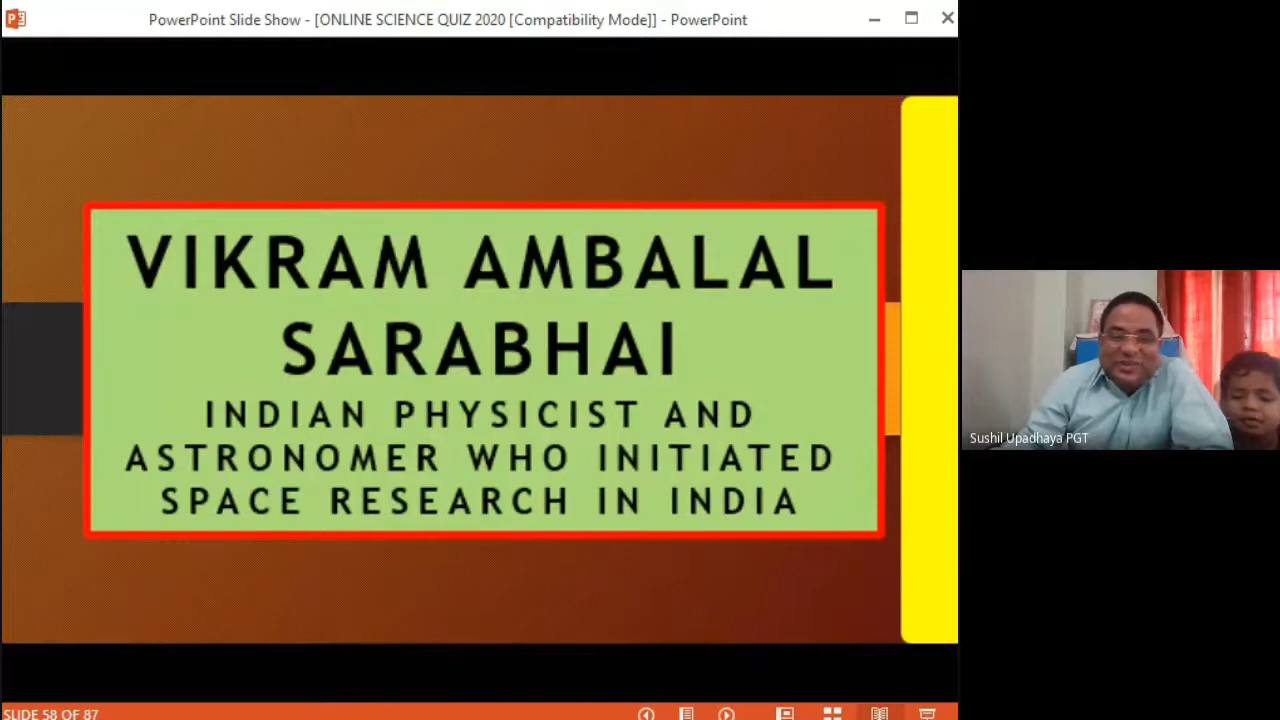 PowerPoint Slide Show - [ONLINE SCIENCE QUIZ 2020 [Compatibility Mode]] - PowerPoint
VIKRAM AMBALAL
SARABHAI
INDIAN PHYSICIST AND
ASTRONOMER WHO INITIATED
SPACE RESEARCH IN INDIA
Sushil Upadhaya PGT
SLIDE 58 OF 87